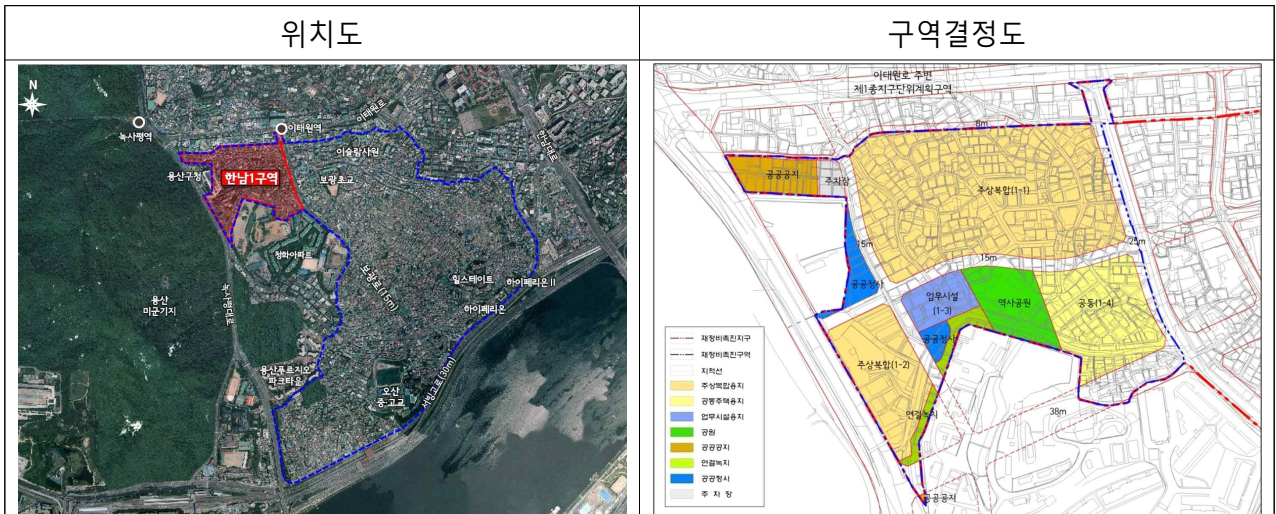 위치도
구역결정도
N
녹사평역
이태원역
이태원로
한남대로
이슬람사원
용산구청
한남1구역
보광초교
청화아파트
보광로(15m)
힐스테이트
하이페리온Ⅱ
하이페리온
녹사평대로
용산
미군기지
용산푸르지오
파크타운
오산
중·고교
서빙고로(30m)
이태원로 주변
제1종지구단위계획구역
8m
공공공지
주차장
주상복합(1-1)
15m
25m
15m
공공청사
업무시설
(1-3)
역사공원
공동(1-4)
공공청사
주상복합(1-2)
연결녹지
38m
공공공지
재정비촉진지구
재정비촉진구역
지적선
주상복합용지
공동주택용지
업무시설용지
공원
공공공지
연결녹지
공공청사
주 차 장